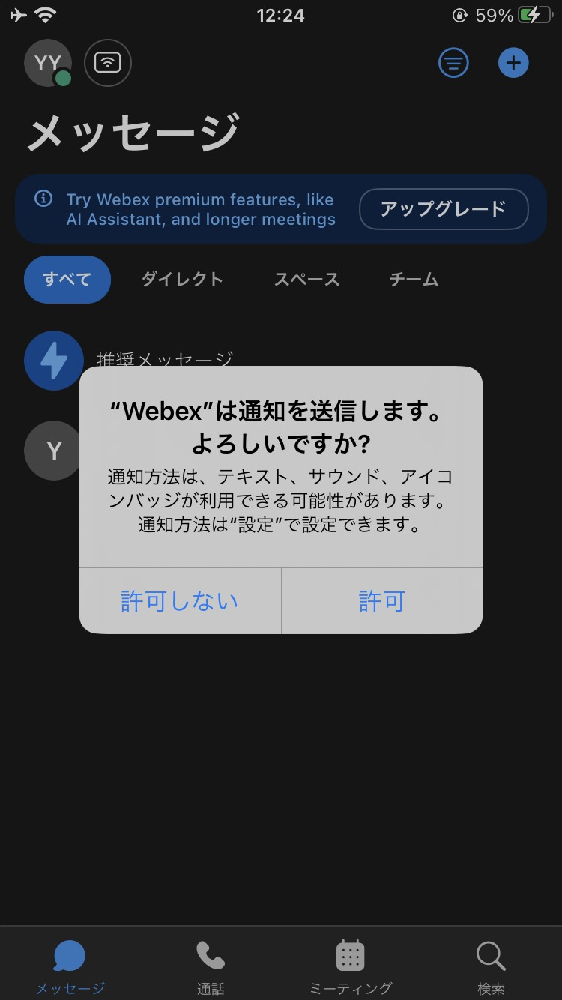 12:24
59%
YY
メッセージ
Try Webex premium features, like
AI Assistant, and longer meetings
アップグレード
すべて
ダイレクト
スペース
チーム
推奨メッセージ
Y
“Webex”は通知を送信します。
よろしいですか?
通知方法は、テキスト、サウンド、アイコ
ンバッジが利用できる可能性があります。
通知方法は“設定”で設定できます。
許可しない
許可
メッセージ
通話
ミーティング
検索